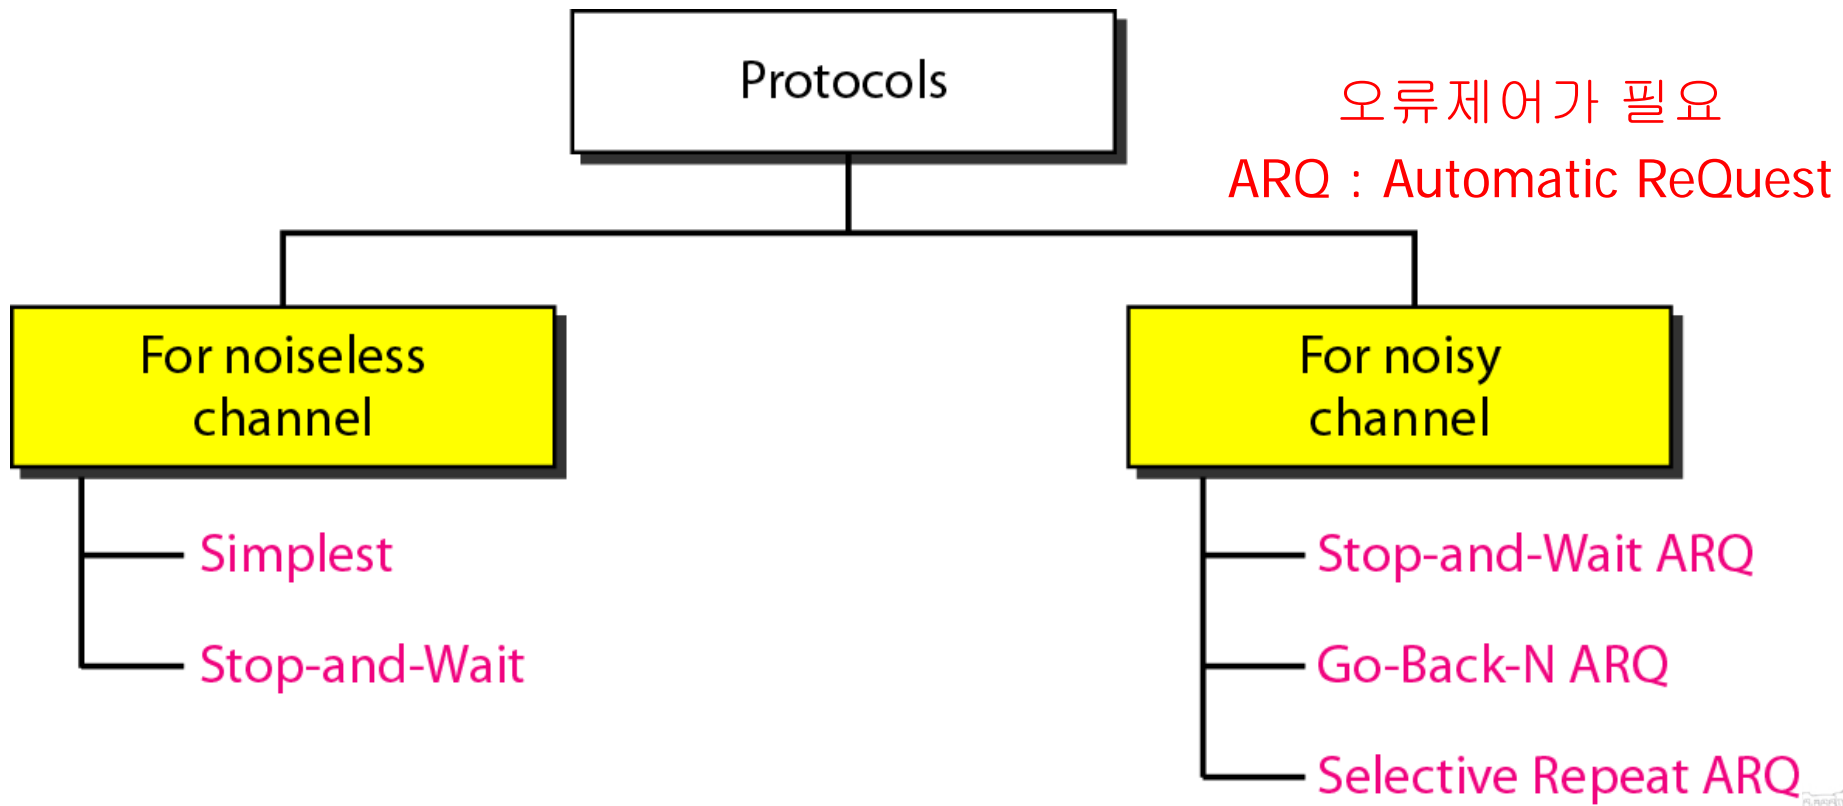 Protocols
오류제어가 필요
ARQ : Automatic ReQuest
For noiseless
channel
For noisy
channel
Simplest
Stop-and-Wait
Stop-and-Wait ARQ
Go-Back-N ARQ
Selective Repeat ARQ